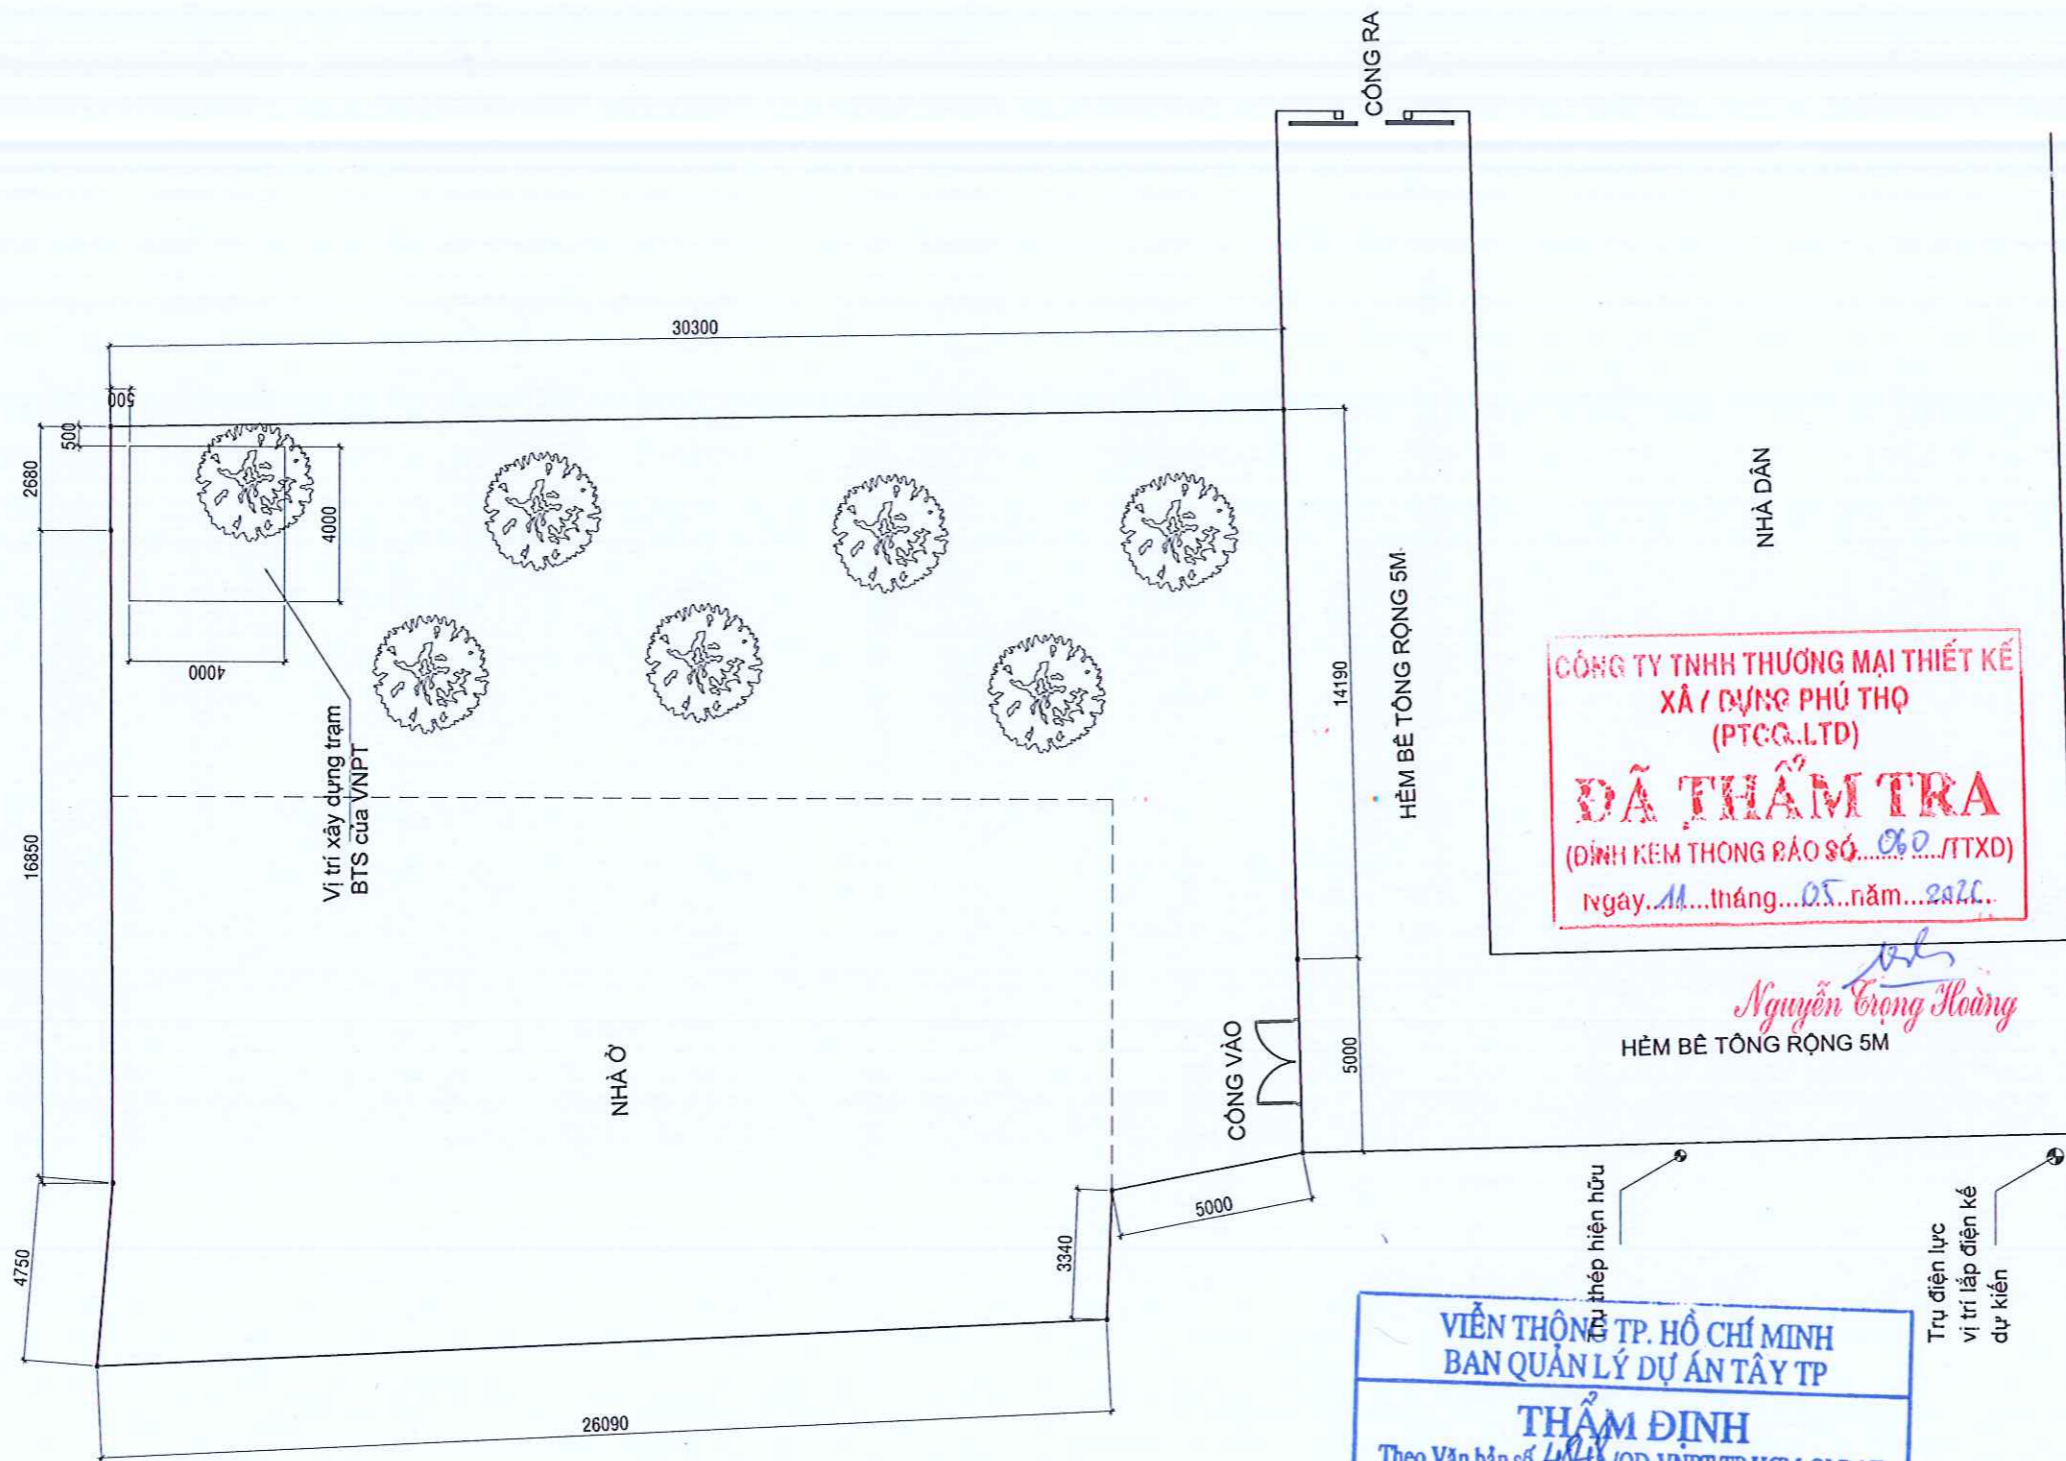 CỔNG RA
30300
500
500
2680
4000
4000
Vị trí xây dựng trạm
BTS của VNPT
16850
4750
NHÀ Ở
26090
3340
5000
CỔNG VÀO
5000
14190
HẺM BÊ TÔNG RỘNG 5M
NHÀ DÂN
CÔNG TY TNHH THƯƠNG MẠI THIẾT KẾ
XÂY DỰNG PHÚ THỌ
(PTCO.,LTD)
ĐÃ THẨM TRA
(ĐÍNH KÈM THÔNG BÁO SỐ.... 060 ..../TTXD)
Ngày...11...tháng...05...năm...
Nguyễn Trọng Hoàng
HẺM BÊ TÔNG RỘNG 5M
Trụ thép hiện hữu
Trụ điện lực
vị trí lắp điện kế
dự kiến
VIỄN THÔNG TP. HỒ CHÍ MINH
BAN QUẢN LÝ DỰ ÁN TÂY TP
THẨM ĐỊNH
Theo Văn bản số